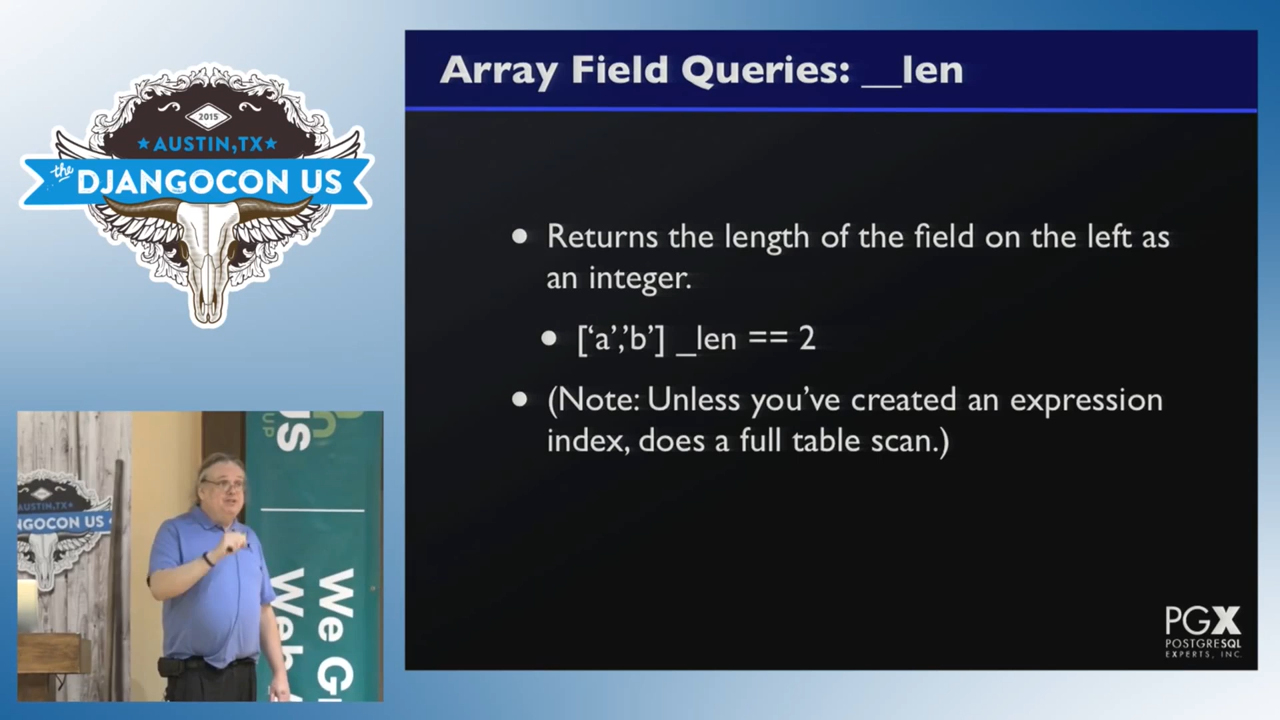 2015
AUSTIN, TX
the
DJANGOCON US
Array Field Queries: __len
• Returns the length of the field on the left as
an integer.
• [‘a’,’b’] _len == 2
• (Note: Unless you’ve created an expression
index, does a full table scan.)
AUSTIN, TX
NGOCON US
We G
Web
PGX
POSTGRESQL
EXPERTS, INC.